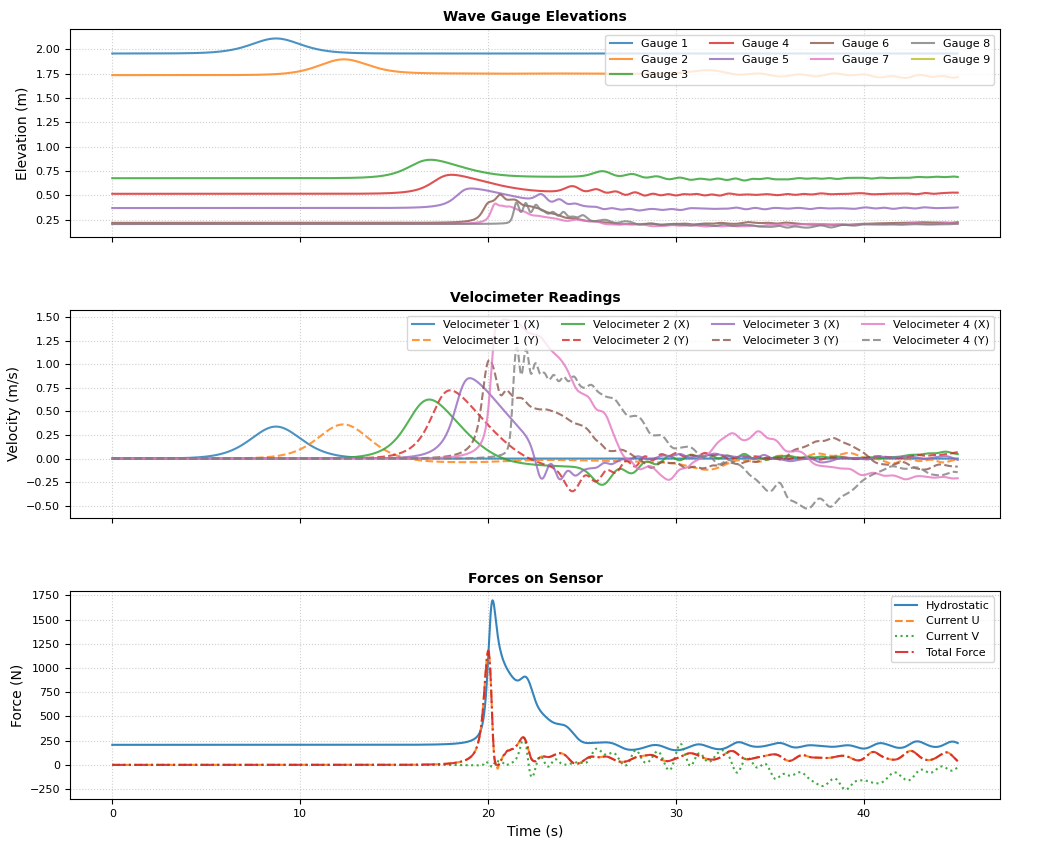 Wave Gauge Elevations
Elevation (m)
2.00
1.75
1.50
1.25
1.00
0.75
0.50
0.25
Gauge 1 Gauge 4 Gauge 6 Gauge 8
Gauge 2 Gauge 5 Gauge 7 Gauge 9
Gauge 3
Velocimeter Readings
Velocity (m/s)
1.50
1.25
1.00
0.75
0.50
0.25
0.00
−0.25
−0.50
Velocimeter 1 (X) Velocimeter 2 (X) Velocimeter 3 (X) Velocimeter 4 (X)
Velocimeter 1 (Y) Velocimeter 2 (Y) Velocimeter 3 (Y) Velocimeter 4 (Y)
Forces on Sensor
Force (N)
1750
1500
1250
1000
750
500
250
0
−250
Hydrostatic
Current U
Current V
Total Force
0 10 20 30 40
Time (s)